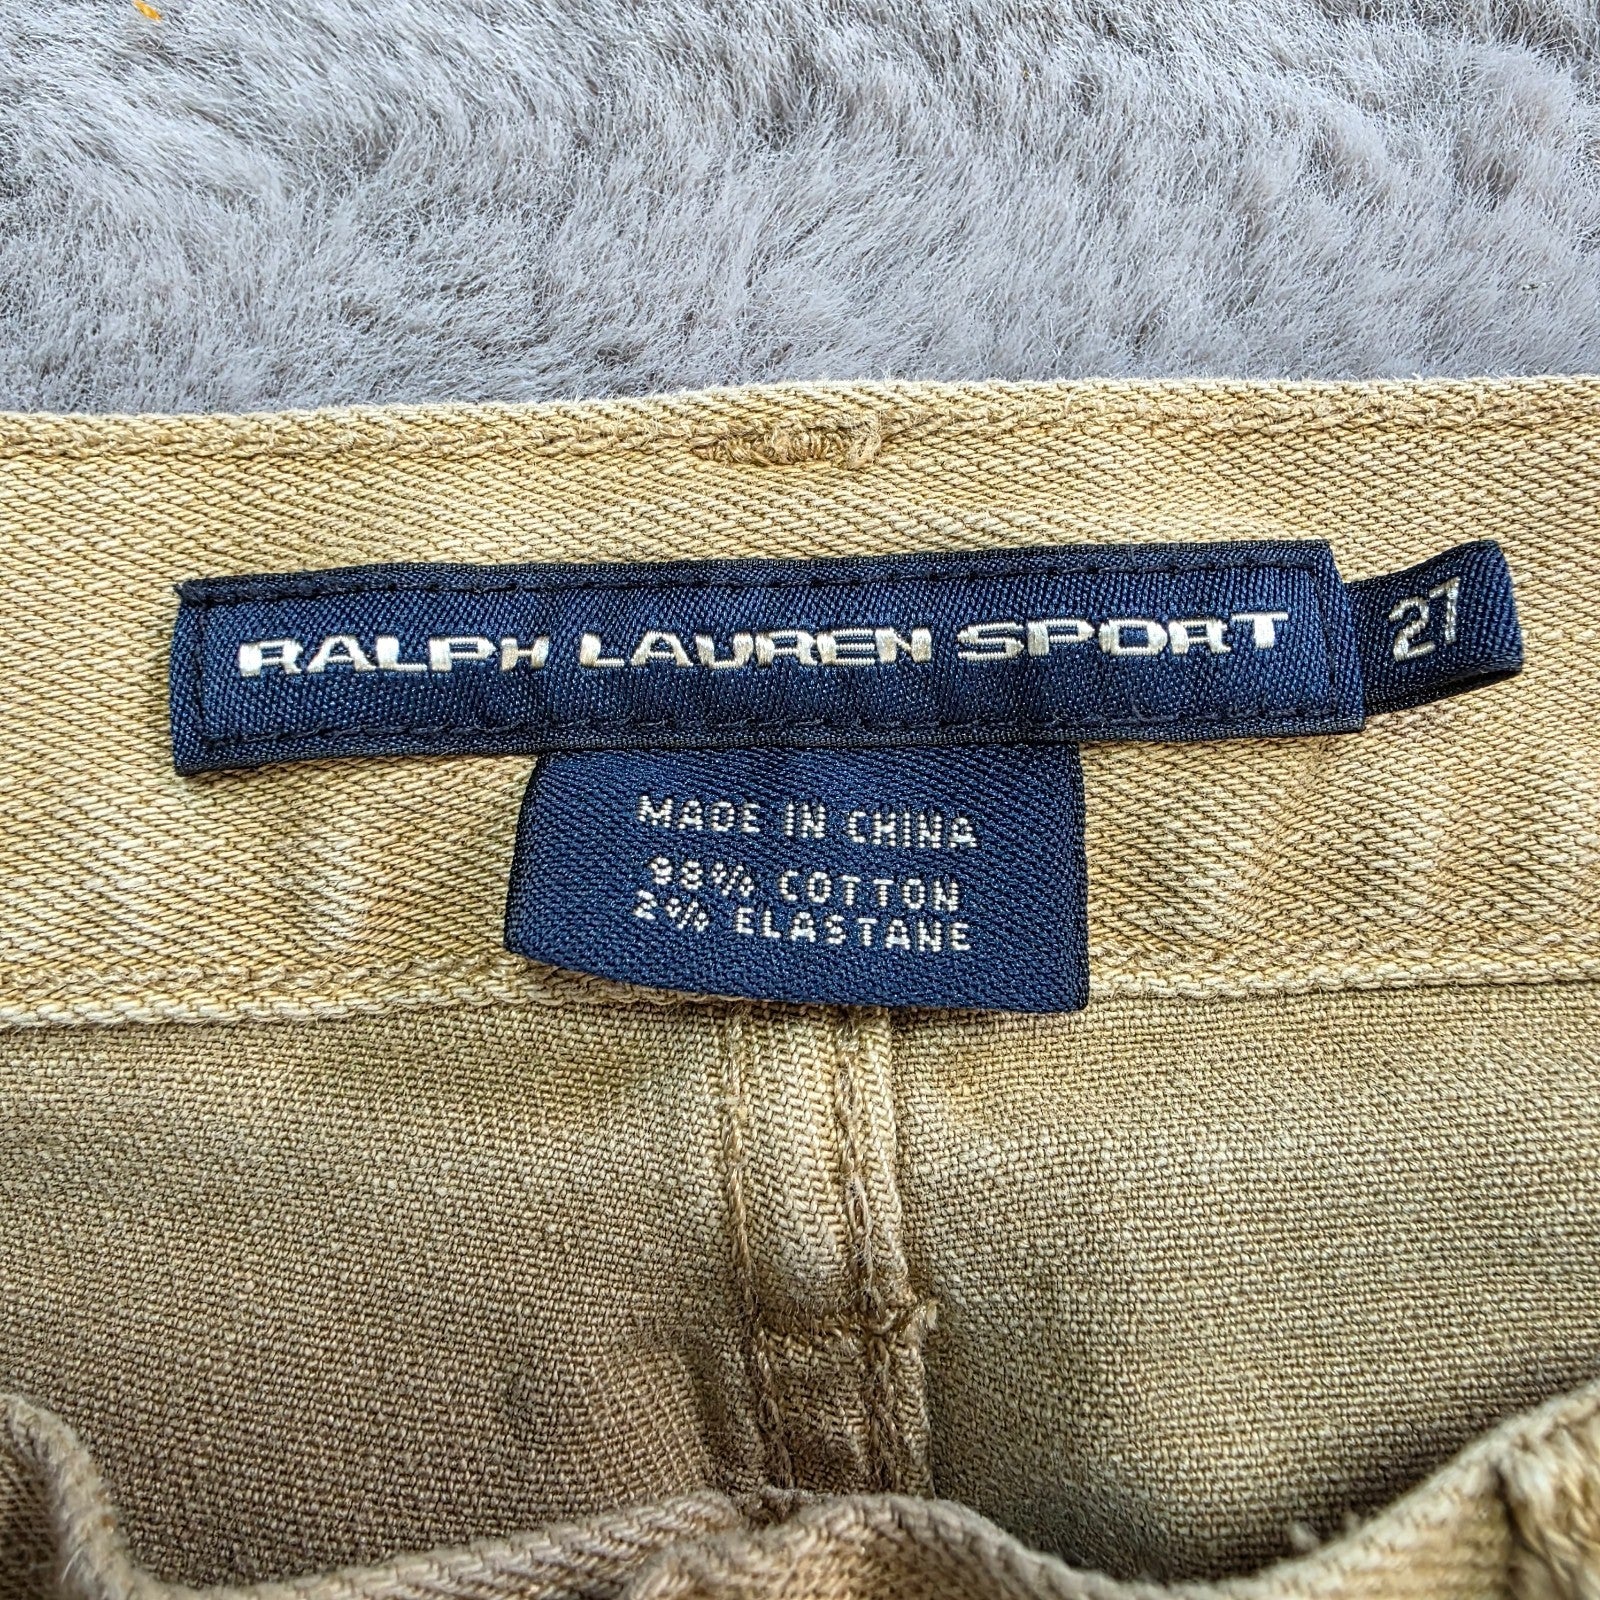 RALPH LAUREN SPORT 27
MADE IN CHINA
98% COTTON
2% ELASTANE